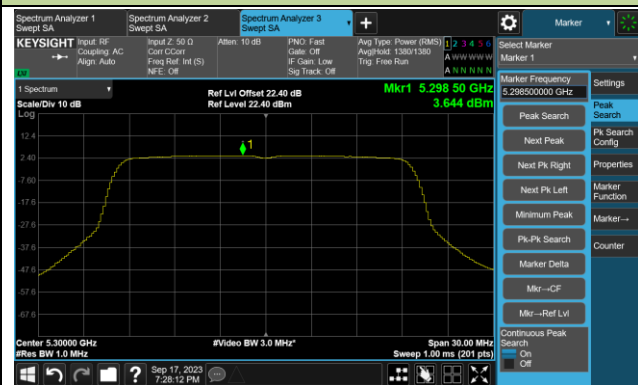 Spectrum Analyzer 1
Swept SA
Spectrum Analyzer 2
Swept SA
Spectrum Analyzer 3
Swept SA
Marker
KEYSIGHT
Input: RF
Coupling: AC
Align: Auto
Input Z: 50 Ω
Corr CCorr
Freq Ref: Int (S)
NFE: Off
Atten: 10 dB
PNO: Fast
Gate: Off
IF Gain: Low
Sig Track: Off
Avg Type: Power (RMS)
Avg|Hold: 1380/1380
Trig: Free Run
1 2 3 4 5 6
A W W W W W
A N N N N N
Select Marker
Marker 1
1 Spectrum
Scale/Div 10 dB
Log
Ref Lvl Offset 22.40 dB
Ref Level 22.40 dBm
Mkr1 5.298 50 GHz
3.644 dBm
1
12.4
2.40
-7.60
-17.6
-27.6
-37.6
-47.6
-57.6
-67.6
Center 5.30000 GHz
#Res BW 1.0 MHz
#Video BW 3.0 MHz*
Span 30.00 MHz
Sweep 1.00 ms (201 pts)
Marker Frequency
5.298500000 GHz
Peak Search
Next Peak
Next Pk Right
Next Pk Left
Minimum Peak
Pk-Pk Search
Marker Delta
Mkr→CF
Mkr→Ref Lvl
Continuous Peak
Search
On
Off
Settings
Peak
Search
Pk Search
Config
Properties
Marker
Function
Marker→
Counter
Sep 17, 2023
7:28:12 PM